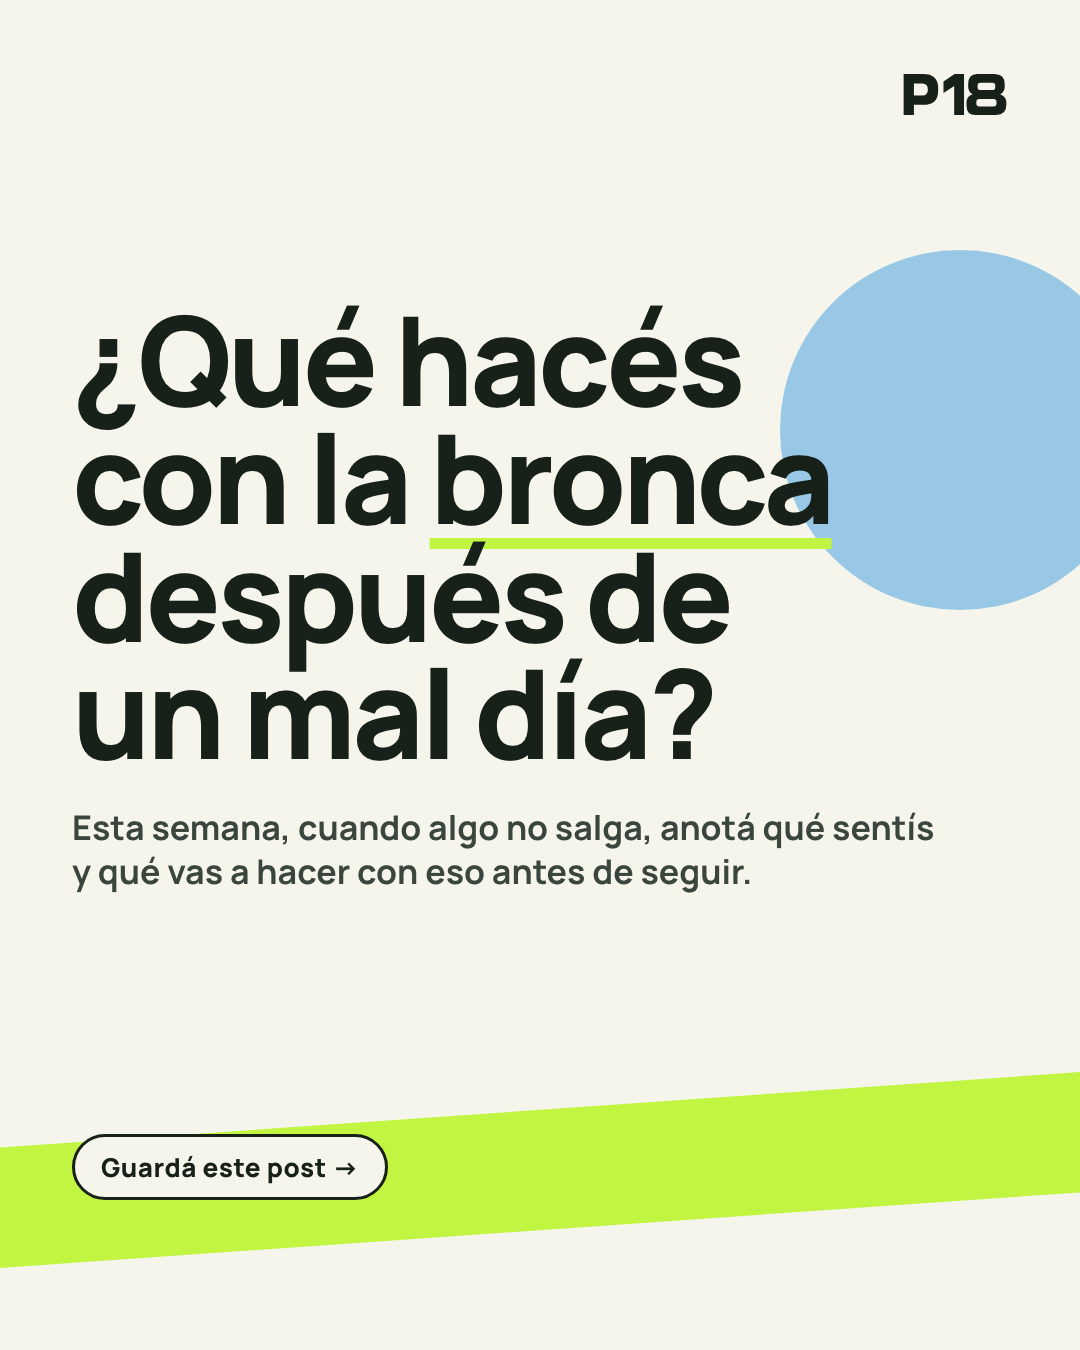 P18
¿Qué hacés
con la bronca
después de
un mal día?
Esta semana, cuando algo no salga, anotá qué sentís
y qué vas a hacer con eso antes de seguir.
Guardá este post →